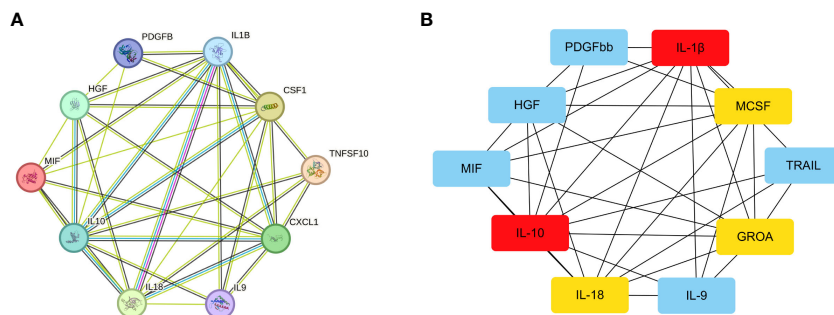 A
PDGFB
IL1B
HGF
CSF1
MIF
TNFSF10
IL10
CXCL1
IL18
IL9
B
PDGFbb
IL-1β
HGF
MCSF
MIF
TRAIL
IL-10
GROA
IL-18
IL-9